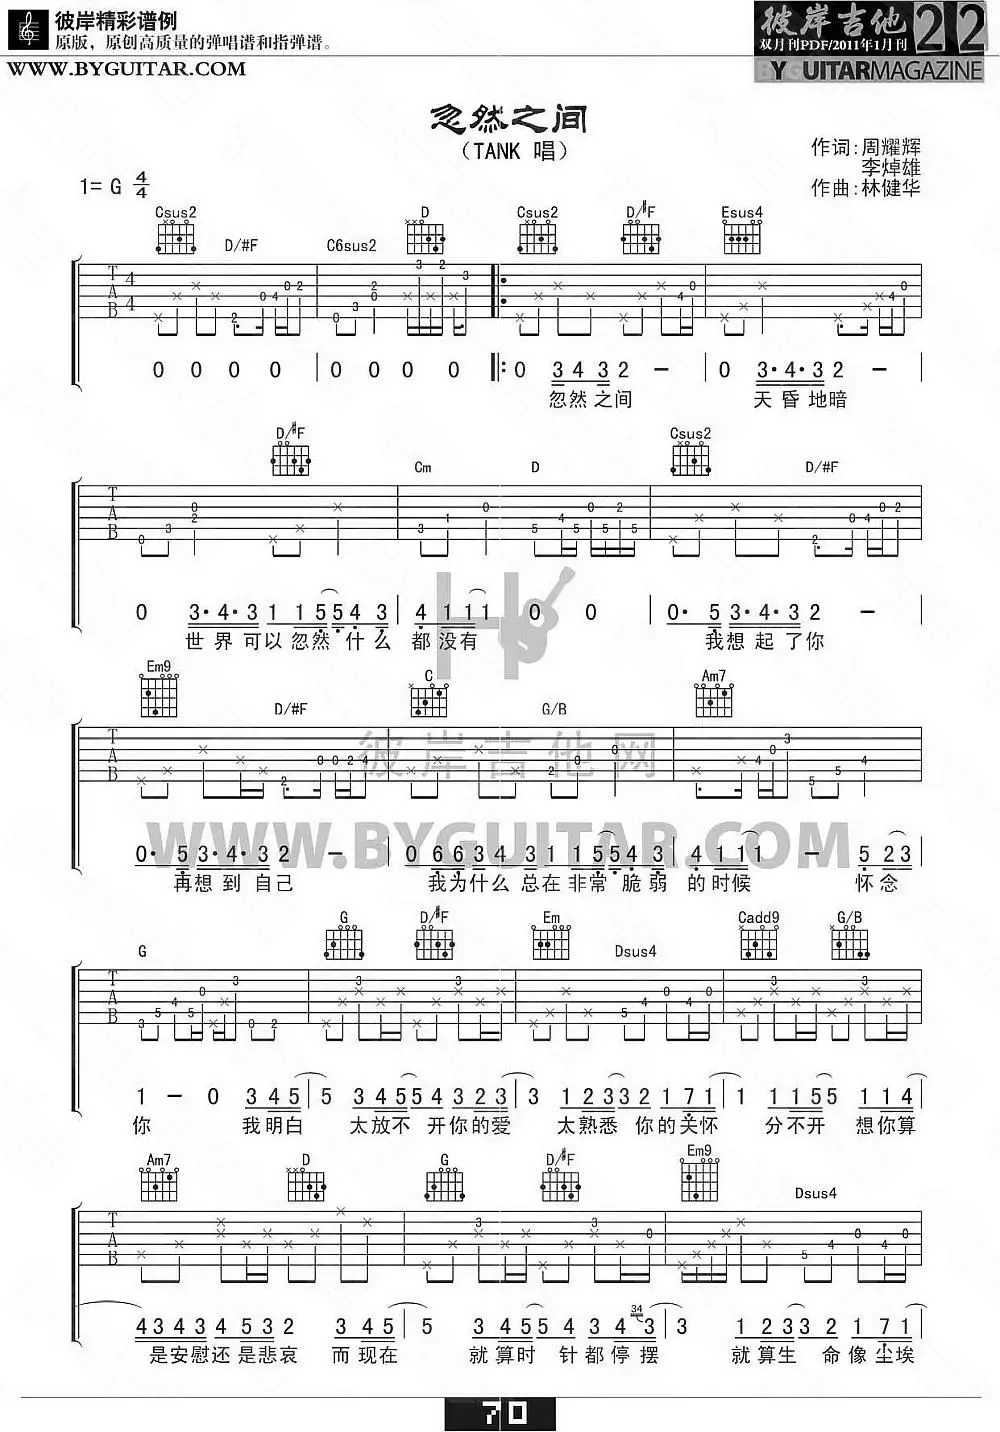 彼岸精彩谱例
原版，原创高质量的弹唱谱和指弹谱。
WWW.BYGUITAR.COM
彼岸吉他 22
双月刊PDF/2011年1月刊
BYGUITARMAGAZINE
忽然之间
（TANK 唱）
作词：周耀辉
李焯雄
作曲：林健华
1= G 4/4
Csus2 D/#F C6sus2 D Csus2 D/#F Esus4
T A B 4/4
0 0 0 0 0 0 0 0 3 4 3 2 － 0 3·4·3 2 －
忽然 之间 天 昏 地暗
D/#F Cm D Csus2 D/#F
T A B
0 3·4·3 1 1 5 5 4 3 4 1 1 1 0 0 0· 5 3·4·3 2 －
世 界 可以 忽然 什么 都没有 我想 起了你
Em9 D/#F C G/B Am7
T A B
彼岸吉他网
WWW.BYGUITAR.COM
0· 5 3·4·3 2 － 0 6 6 3 4 3 1 1 5 5 4 3 4 1 1 － 5 2 3
再想 到 自己 我为什么 总在 非常 脆弱 的时候 怀念
G G D/#F Em Dsus4 Cadd9 G/B
T A B
1 － 0 3 4 5 5 3 4 5 5 3 2 3 3 1 2 3 3 2 1 7 1 1 1 1 5 5 1 1 4
你 我明白 太放不 开你的爱 太熟悉 你的关怀 分不开 想你算
Am7 D G D/#F Em9 Dsus4
T A B
4 3 4 3 4 5 3 2 3 4 5 5 3 4 5 5 3 34 4 3 3 1 2 3 3 2 1 7 1
是安慰还 是悲哀 而现在 就算时 针都停摆 就算生 命像尘埃
70